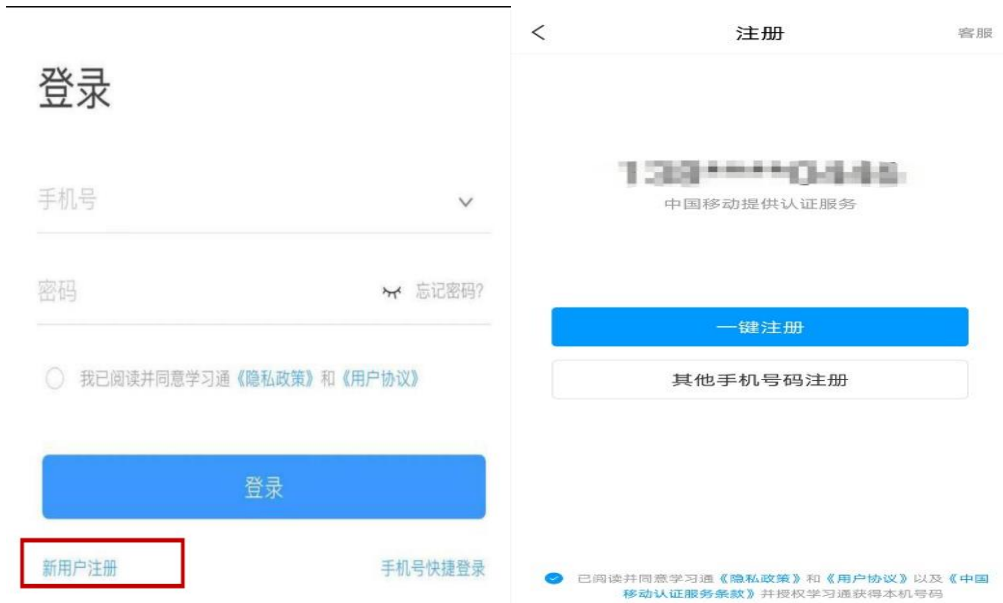 登录
手机号
密码
忘记密码?
我已阅读并同意学习通《隐私政策》和《用户协议》
登录
新用户注册
手机号快捷登录
注册
客服
中国移动提供认证服务
一键注册
其他手机号码注册
已阅读并同意学习通《隐私政策》和《用户协议》以及《中国
移动认证服务条款》并授权学习通获得本机号码